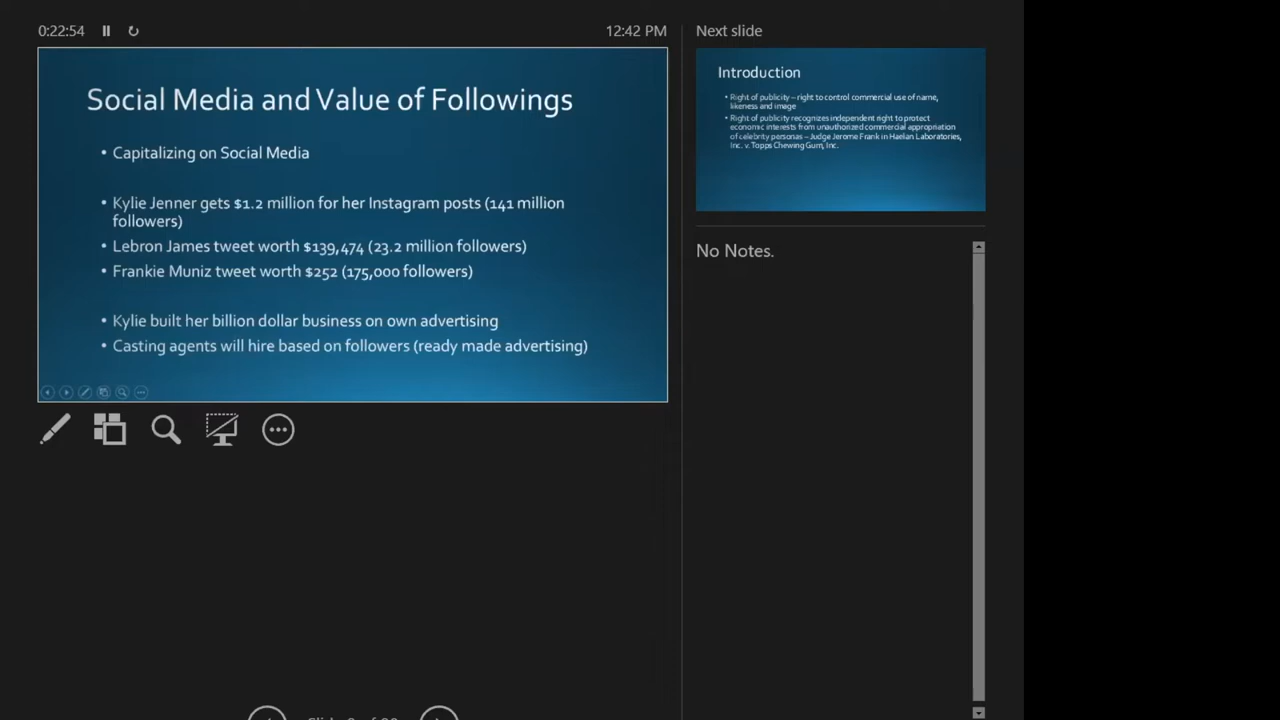 0:22:54
12:42 PM
Next slide
Social Media and Value of Followings
• Capitalizing on Social Media
• Kylie Jenner gets $1.2 million for her Instagram posts (141 million
followers)
• Lebron James tweet worth $139,474 (23.2 million followers)
• Frankie Muniz tweet worth $252 (175,000 followers)
• Kylie built her billion dollar business on own advertising
• Casting agents will hire based on followers (ready made advertising)
Introduction
• Right of publicity – right to control commercial use of name,
likeness and image
• Right of publicity recognizes independent right to protect
economic interests from unauthorized commercial appropriation
of celebrity personas – Judge Jerome Frank in Haelan Laboratories,
Inc. v. Topps Chewing Gum, Inc.
No Notes.
Slide of